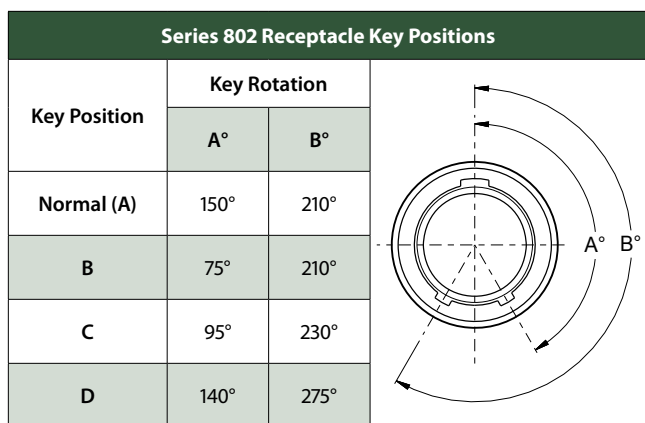 Series 802 Receptacle Key Positions
Key Position
Key Rotation
A°
B°
Normal (A)
150°
210°
B
75°
210°
C
95°
230°
D
140°
275°
A°
B°